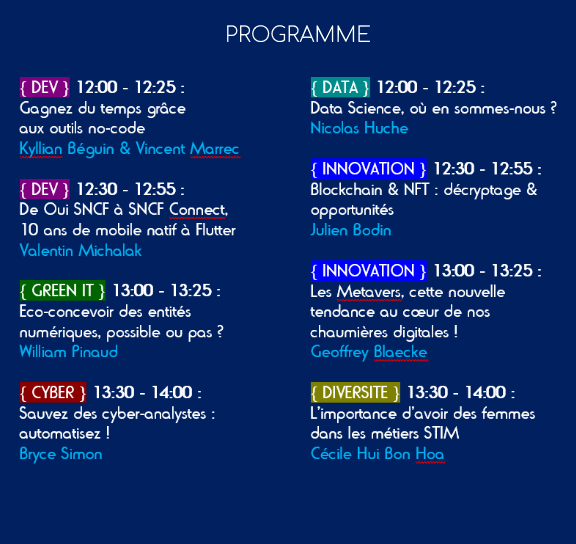 PROGRAMME
{ DEV } 12:00 - 12:25 :
Gagnez du temps grâce
aux outils no-code
Kyllian Béguin & Vincent Marrec
{ DEV } 12:30 - 12:55 :
De Oui SNCF à SNCF Connect,
10 ans de mobile natif à Flutter
Valentin Michalak
{ GREEN IT } 13:00 - 13:25 :
Eco-concevoir des entités
numériques, possible ou pas ?
William Pinaud
{ CYBER } 13:30 - 14:00 :
Sauvez des cyber-analystes :
automatisez !
Bryce Simon
{ DATA } 12:00 - 12:25 :
Data Science, où en sommes-nous ?
Nicolas Huche
{ INNOVATION } 12:30 - 12:55 :
Blockchain & NFT : décryptage &
opportunités
Julien Bodin
{ INNOVATION } 13:00 - 13:25 :
Les Metavers, cette nouvelle
tendance au cœur de nos
chaumières digitales !
Geoffrey Blaecke
{ DIVERSITE } 13:30 - 14:00 :
L'importance d'avoir des femmes
dans les métiers STIM
Cécile Hui Bon Hoa